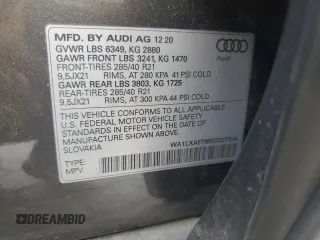 MFD. BY AUDI AG 12 20
GVWR LBS 6349, KG 2880
GAWR FRONT LBS 3241, KG 1470
FRONT-TIRES 285/40 R21
9,5JX21 RIMS, AT 280 KPA 41 PSI COLD
GAWR REAR LBS 3803, KG 1725
REAR-TIRES 285/40 R21
9,5JX21 RIMS, AT 300 KPA 44 PSI COLD
THIS VEHICLE CONFORMS TO ALL APPLICABLE
U.S. FEDERAL MOTOR VEHICLE SAFETY
STANDARDS IN EFFECT ON THE DATE OF
MANUFACTURE SHOWN ABOVE.
SLOVAKIA
TYPE:
MPV
Audi
DREAMBID